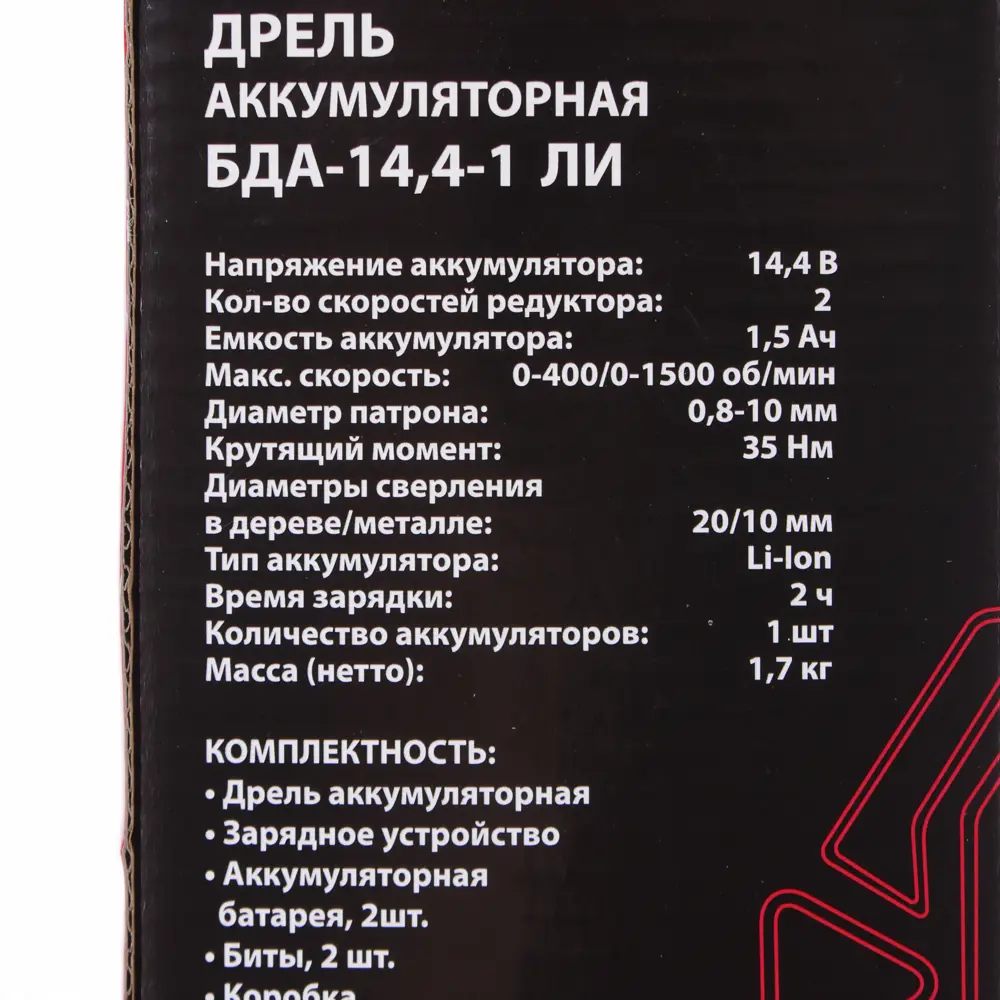 ДРЕЛЬ
АККУМУЛЯТОРНАЯ
БДА-14,4-1 ЛИ
Напряжение аккумулятора: 14,4 В
Кол-во скоростей редуктора: 2
Емкость аккумулятора: 1,5 Ач
Макс. скорость: 0-400/0-1500 об/мин
Диаметр патрона: 0,8-10 мм
Крутящий момент: 35 Нм
Диаметры сверления
в дереве/металле: 20/10 мм
Тип аккумулятора: Li-Ion
Время зарядки: 2 ч
Количество аккумуляторов: 1 шт
Масса (нетто): 1,7 кг
КОМПЛЕКТНОСТЬ:
• Дрель аккумуляторная
• Зарядное устройство
• Аккумуляторная
батарея, 2шт.
• Биты, 2 шт.
• Коробка